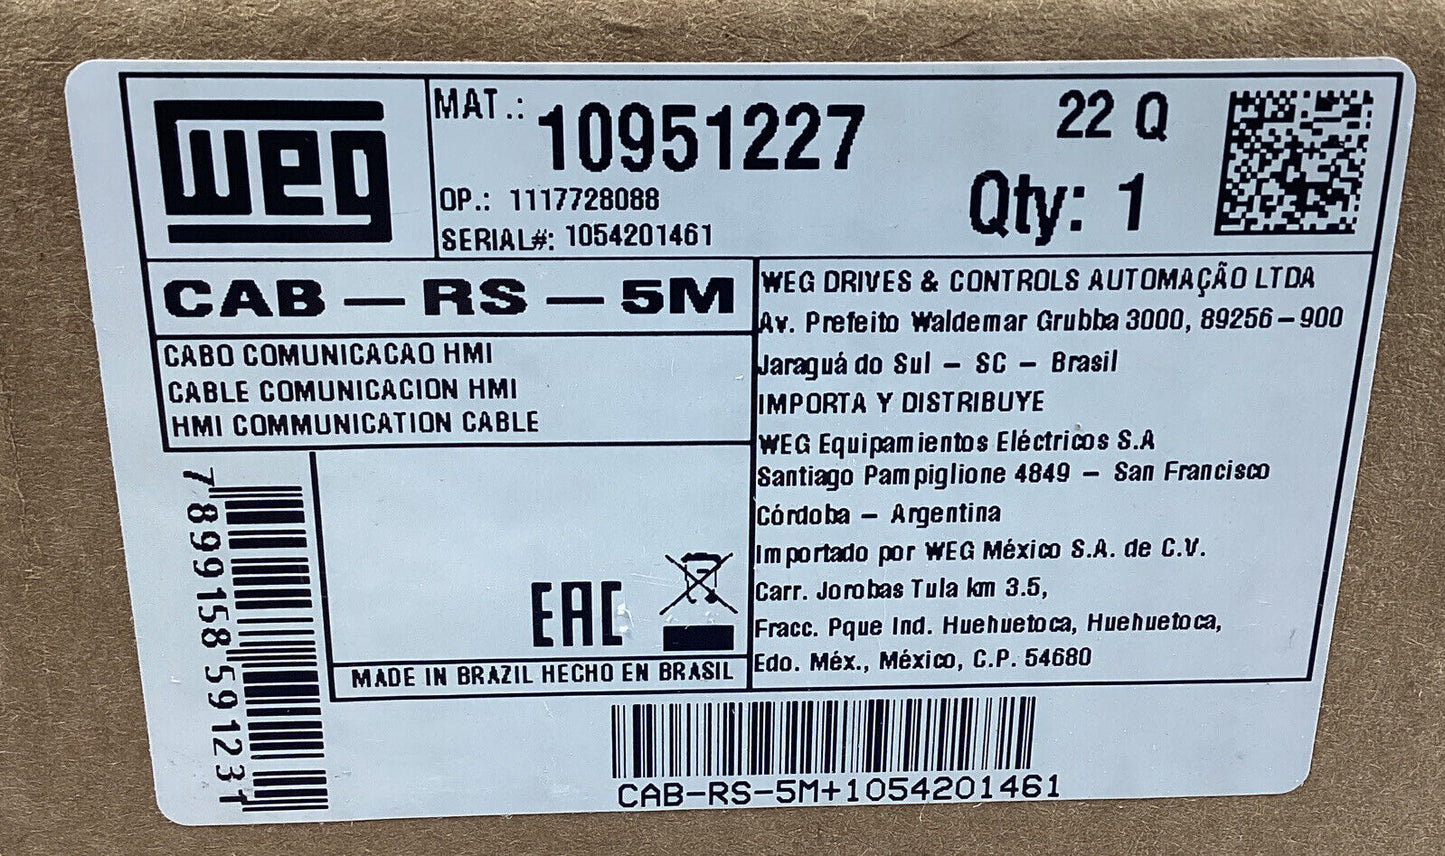 weg
MAT.: 10951227
22 Q
OP.: 1117728088
Qty: 1
SERIAL#: 1054201461
CAB-RS-5M
CABO COMUNICACAO HMI
CABLE COMUNICACION HMI
HMI COMMUNICATION CABLE
WEG DRIVES & CONTROLS AUTOMAÇÃO LTDA
Av. Prefeito Waldemar Grubba 3000, 89256-900
Jaraguá do Sul - SC - Brasil
IMPORTA Y DISTRIBUYE
WEG Equipamientos Eléctricos S.A
Santiago Pampiglione 4849 - San Francisco
Córdoba - Argentina
Importado por WEG México S.A. de C.V.
Carr. Jorobas Tula km 3.5,
Fracc. Pque Ind. Huehuetoca, Huehuetoca,
Edo. Méx., México, C.P. 54680
EAC
MADE IN BRAZIL HECHO EN BRASIL
CAB-RS-5M+1054201461